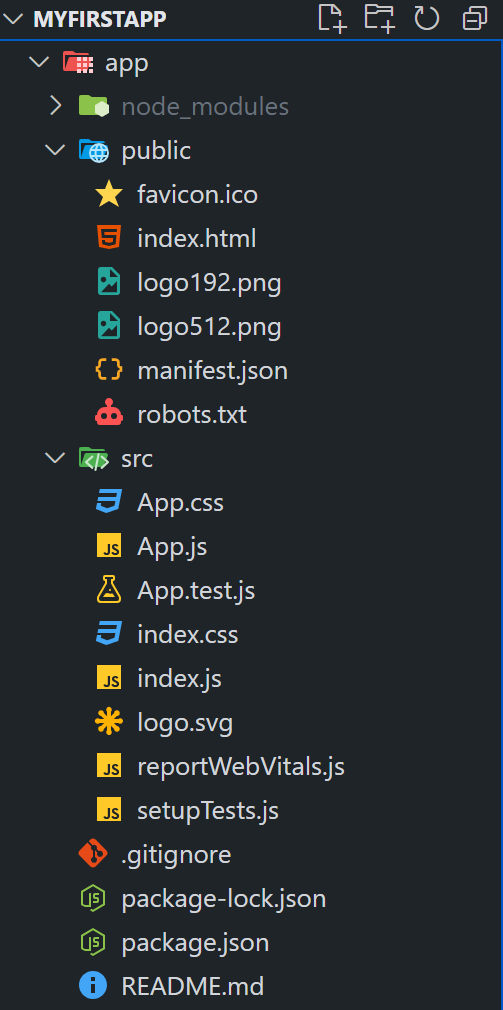 MYFIRSTAPP
app
node_modules
public
favicon.ico
index.html
logo192.png
logo512.png
manifest.json
robots.txt
src
App.css
App.js
App.test.js
index.css
index.js
logo.svg
reportWebVitals.js
setupTests.js
.gitignore
package-lock.json
package.json
README.md